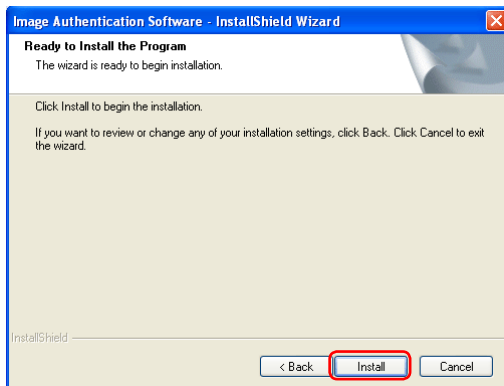 Image Authentication Software - InstallShield Wizard
Ready to Install the Program
The wizard is ready to begin installation.
Click Install to begin the installation.
If you want to review or change any of your installation settings, click Back. Click Cancel to exit
the wizard.
InstallShield
< Back Install Cancel